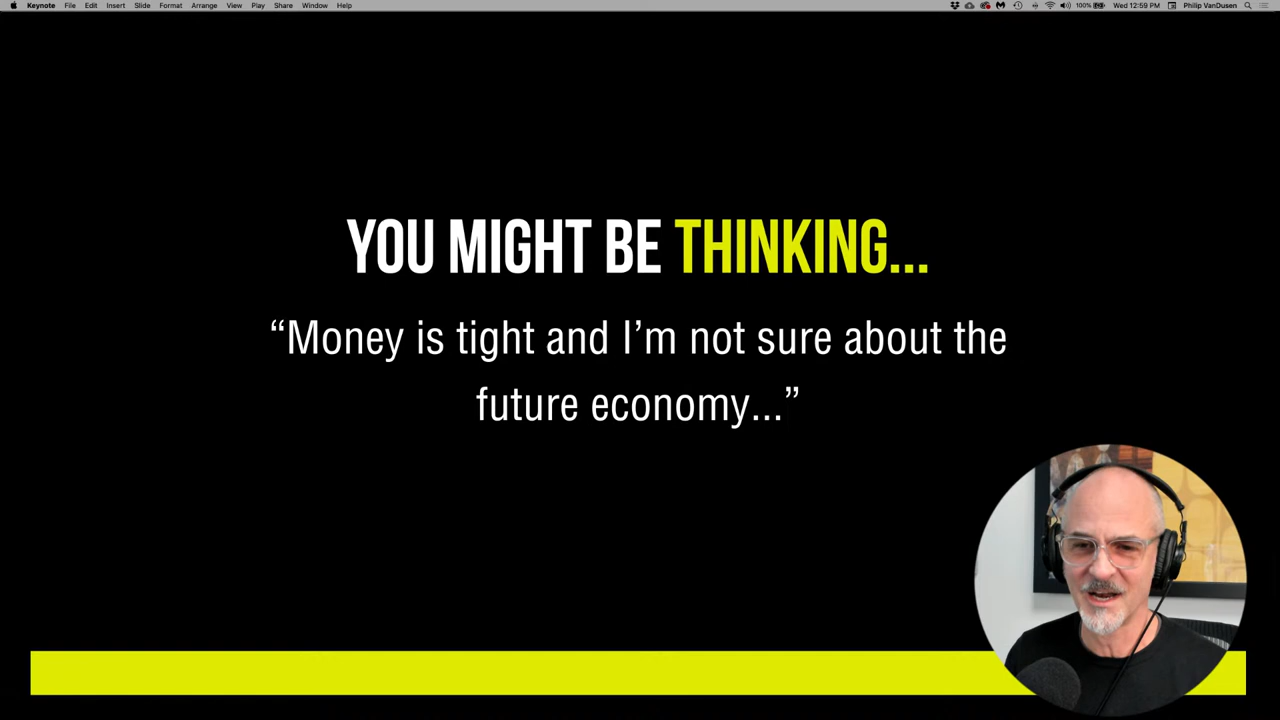 Keynote File Edit Insert Slide Format Arrange View Play Share Window Help 100% Wed 12:59 PM Philip VanDusen
YOU MIGHT BE THINKING...
“Money is tight and I’m not sure about the
future economy...”